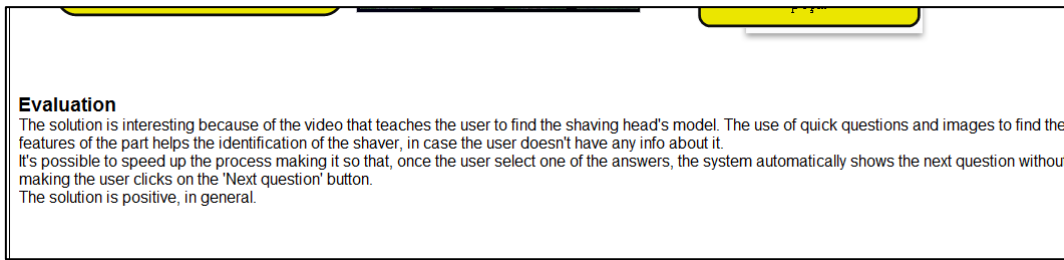 Evaluation
The solution is interesting because of the video that teaches the user to find the shaving head's model. The use of quick questions and images to find the
features of the part helps the identification of the shaver, in case the user doesn't have any info about it.
It's possible to speed up the process making it so that, once the user select one of the answers, the system automatically shows the next question without
making the user clicks on the 'Next question' button.
The solution is positive, in general.